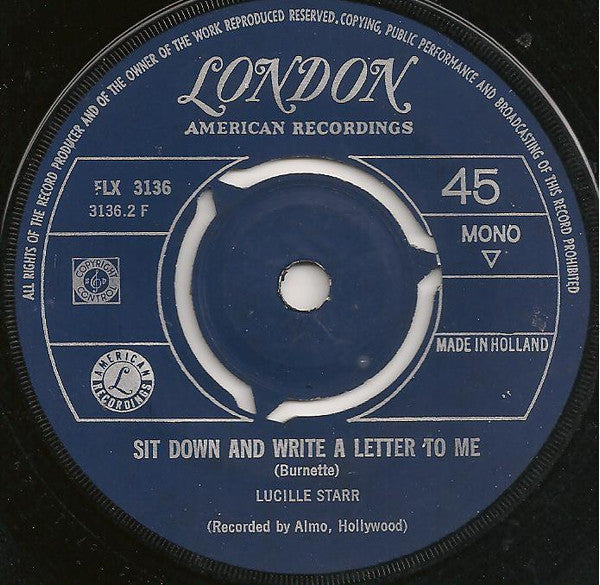 ALL RIGHTS OF THE RECORD PRODUCER AND OF THE OWNER OF THE WORK REPRODUCED RESERVED. COPYING, PUBLIC PERFORMANCE AND BROADCASTING OF THIS RECORD PROHIBITED
LONDON
AMERICAN RECORDINGS
FLX 3136
3136.2 F
45
MONO
COPYRIGHT
CONTROL
MADE IN HOLLAND
AMERICAN
L
RECORDINGS
SIT DOWN AND WRITE A LETTER TO ME
(Burnette)
LUCILLE STARR
(Recorded by Almo, Hollywood)